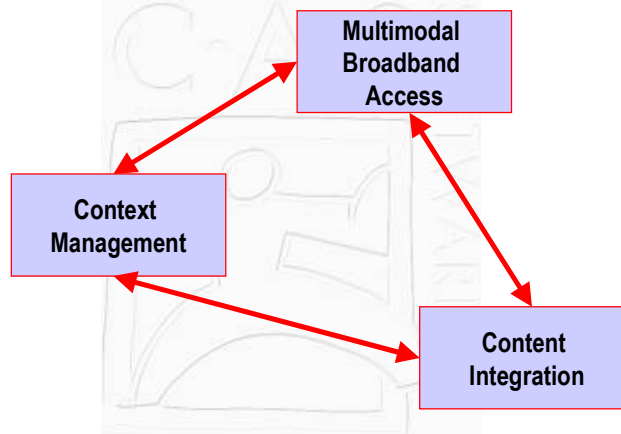 Multimodal
Broadband
Access
Context
Management
Content
Integration